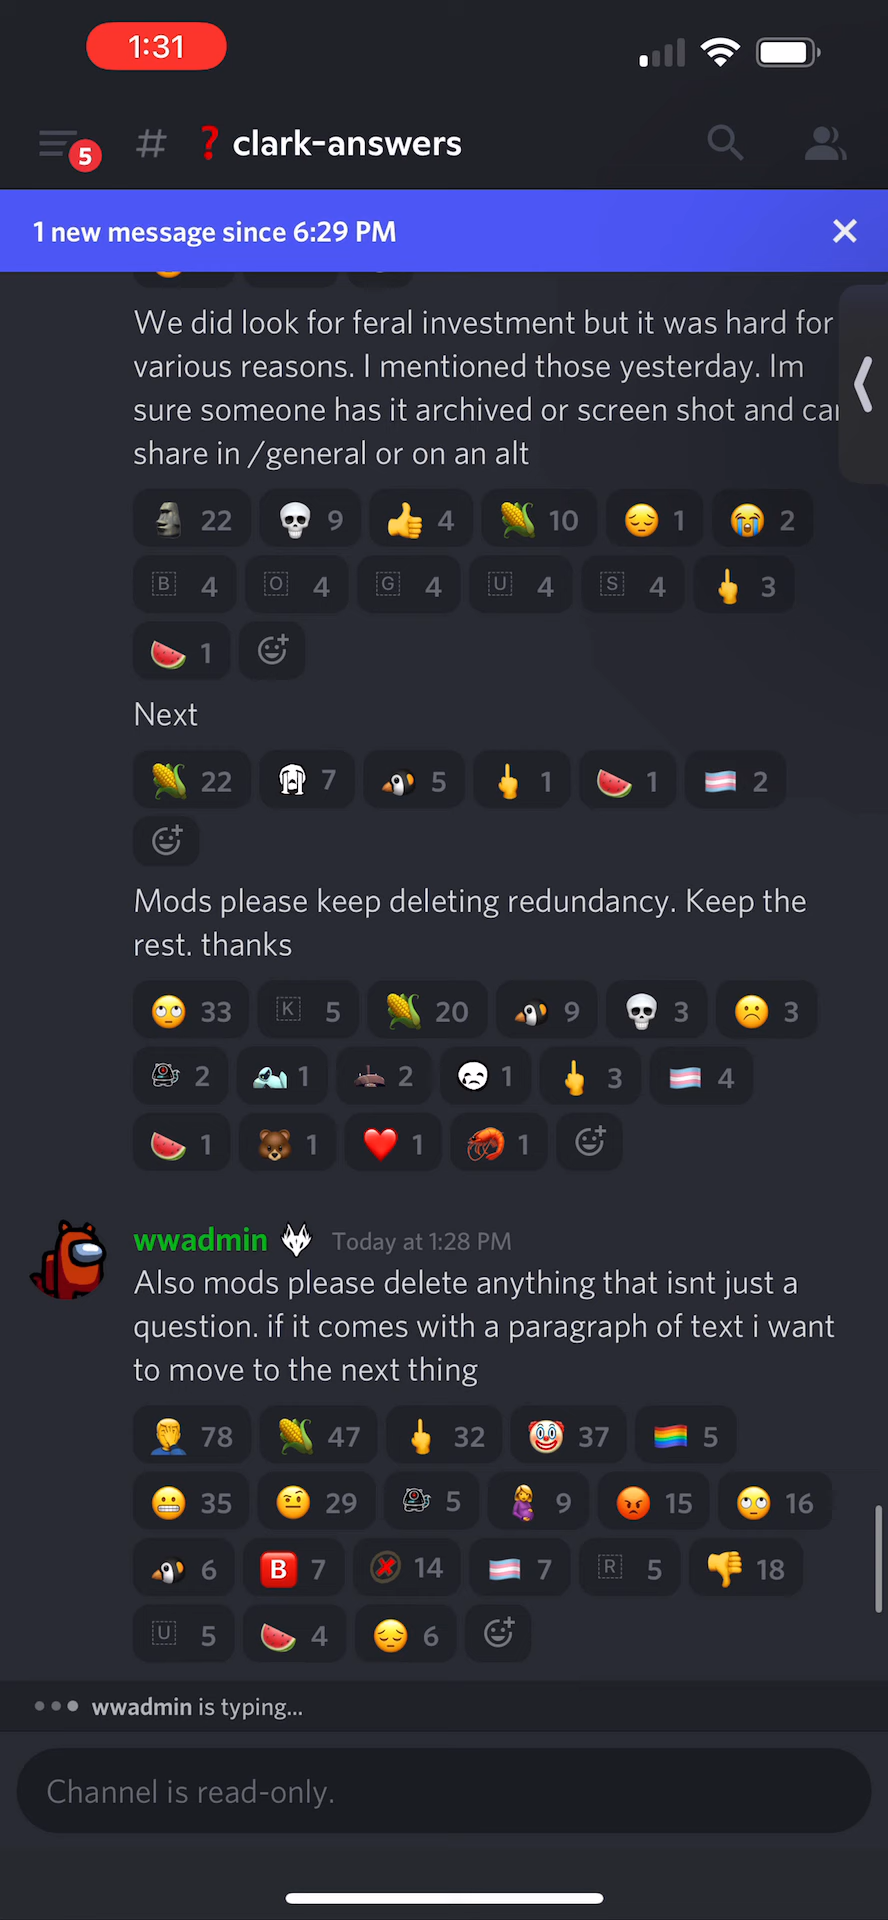 1:31
5
# ❓ clark-answers
1 new message since 6:29 PM
We did look for feral investment but it was hard for
various reasons. I mentioned those yesterday. Im
sure someone has it archived or screen shot and can
share in /general or on an alt
22 9 4 10 1 2
B 4 O 4 G 4 U 4 S 4 3
1
Next
22 7 5 1 1 2
Mods please keep deleting redundancy. Keep the
rest. thanks
33 K 5 20 9 3 3
2 1 2 1 3 4
1 1 1 1
wwadmin Today at 1:28 PM
Also mods please delete anything that isnt just a
question. if it comes with a paragraph of text i want
to move to the next thing
78 47 32 37 5
35 29 5 9 15 16
6 B 7 14 7 R 5 18
U 5 4 6
wwadmin is typing...
Channel is read-only.